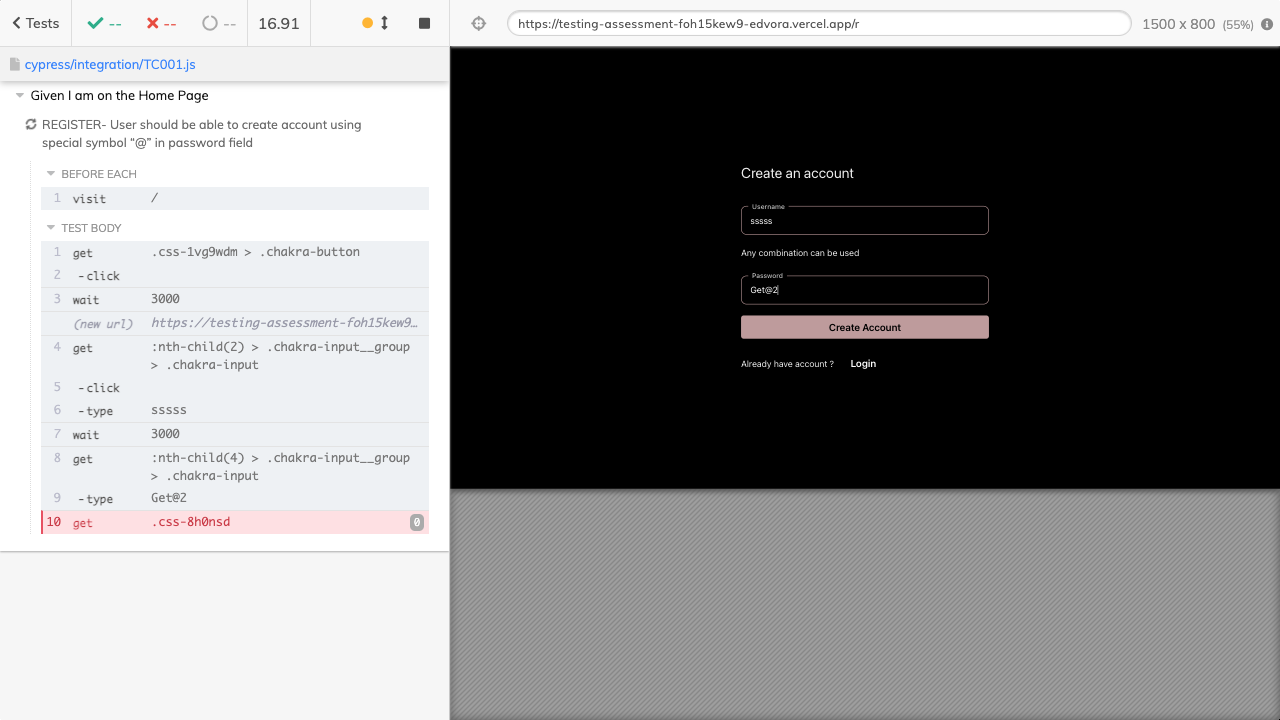 Tests
--
--
--
16.91
https://testing-assessment-foh15kew9-edvora.vercel.app/r
1500 x 800 (55%)
cypress/integration/TC001.js
Given I am on the Home Page
REGISTER- User should be able to create account using
special symbol “@” in password field
BEFORE EACH
1 visit /
TEST BODY
1 get .css-1vg9wdm > .chakra-button
2 -click
3 wait 3000
(new url) https://testing-assessment-foh15kew9…
4 get :nth-child(2) > .chakra-input__group
> .chakra-input
5 -click
6 -type sssss
7 wait 3000
8 get :nth-child(4) > .chakra-input__group
> .chakra-input
9 -type Get@2
10 get .css-8h0nsd 0
Create an account
Username
sssss
Any combination can be used
Password
Get@2
Create Account
Already have account ? Login